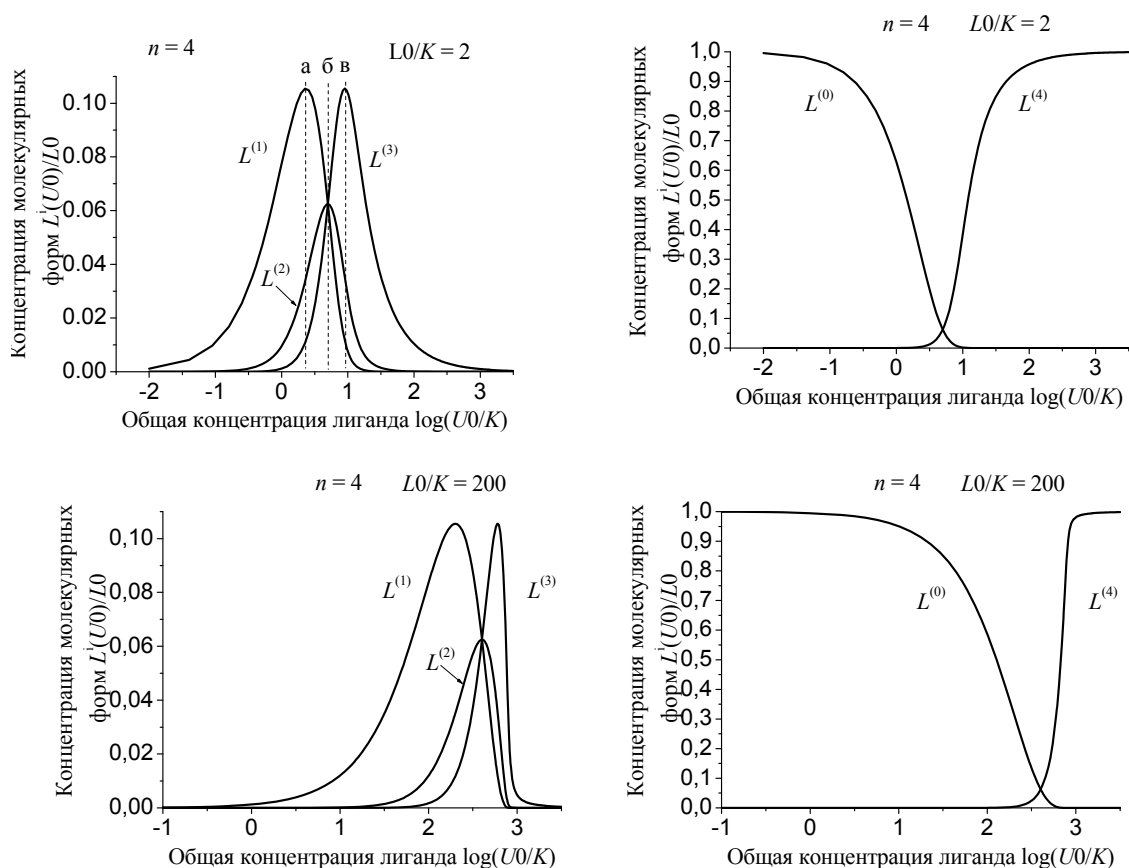 n = 4
L0/K = 2
а б в
Концентрация молекулярных
форм Lⁱ(U0)/L0
0.10
0.08
0.06
0.04
0.02
0.00
L⁽¹⁾
L⁽³⁾
L⁽²⁾
-2 -1 0 1 2 3
Общая концентрация лиганда log(U0/K)
n = 4 L0/K = 2
Концентрация молекулярных
форм Lⁱ(U0)/L0
1,0
0,9
0,8
0,7
0,6
0,5
0,4
0,3
0,2
0,1
0,0
L⁽⁰⁾
L⁽⁴⁾
-2 -1 0 1 2 3
Общая концентрация лиганда log(U0/K)
n = 4 L0/K = 200
Концентрация молекулярных
форм Lⁱ(U0)/L0
0,10
0,08
0,06
0,04
0,02
0,00
L⁽¹⁾
L⁽³⁾
L⁽²⁾
-1 0 1 2 3
Общая концентрация лиганда log(U0/K)
n = 4 L0/K = 200
Концентрация молекулярных
форм Lⁱ(U0)/L0
1,0
0,9
0,8
0,7
0,6
0,5
0,4
0,3
0,2
0,1
0,0
L⁽⁰⁾
L⁽⁴⁾
-1 0 1 2 3
Общая концентрация лиганда log(U0/K)